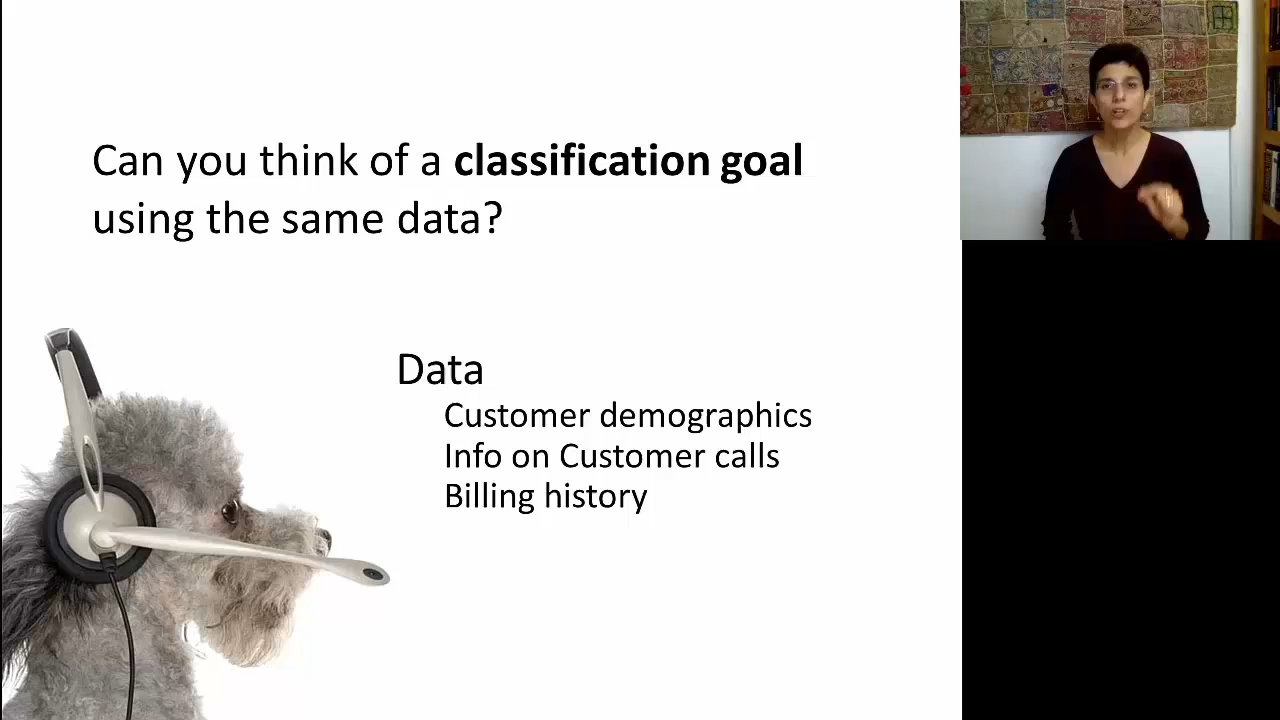 Can you think of a classification goal
using the same data?
Data
Customer demographics
Info on Customer calls
Billing history